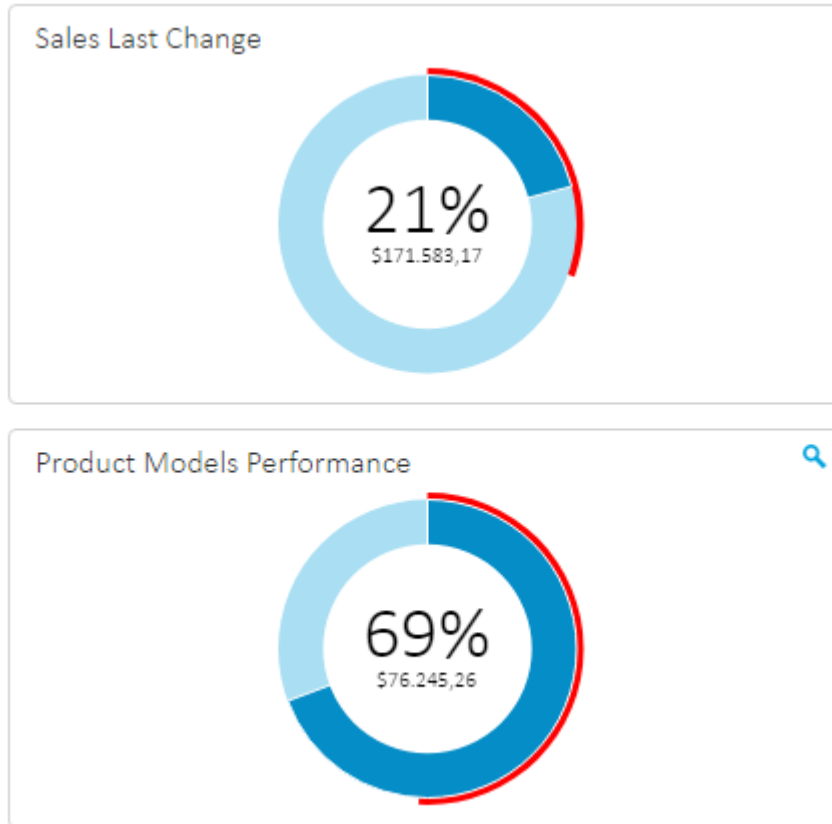 Sales Last Change
21%
$171.583,17
Product Models Performance
69%
$76.245,26